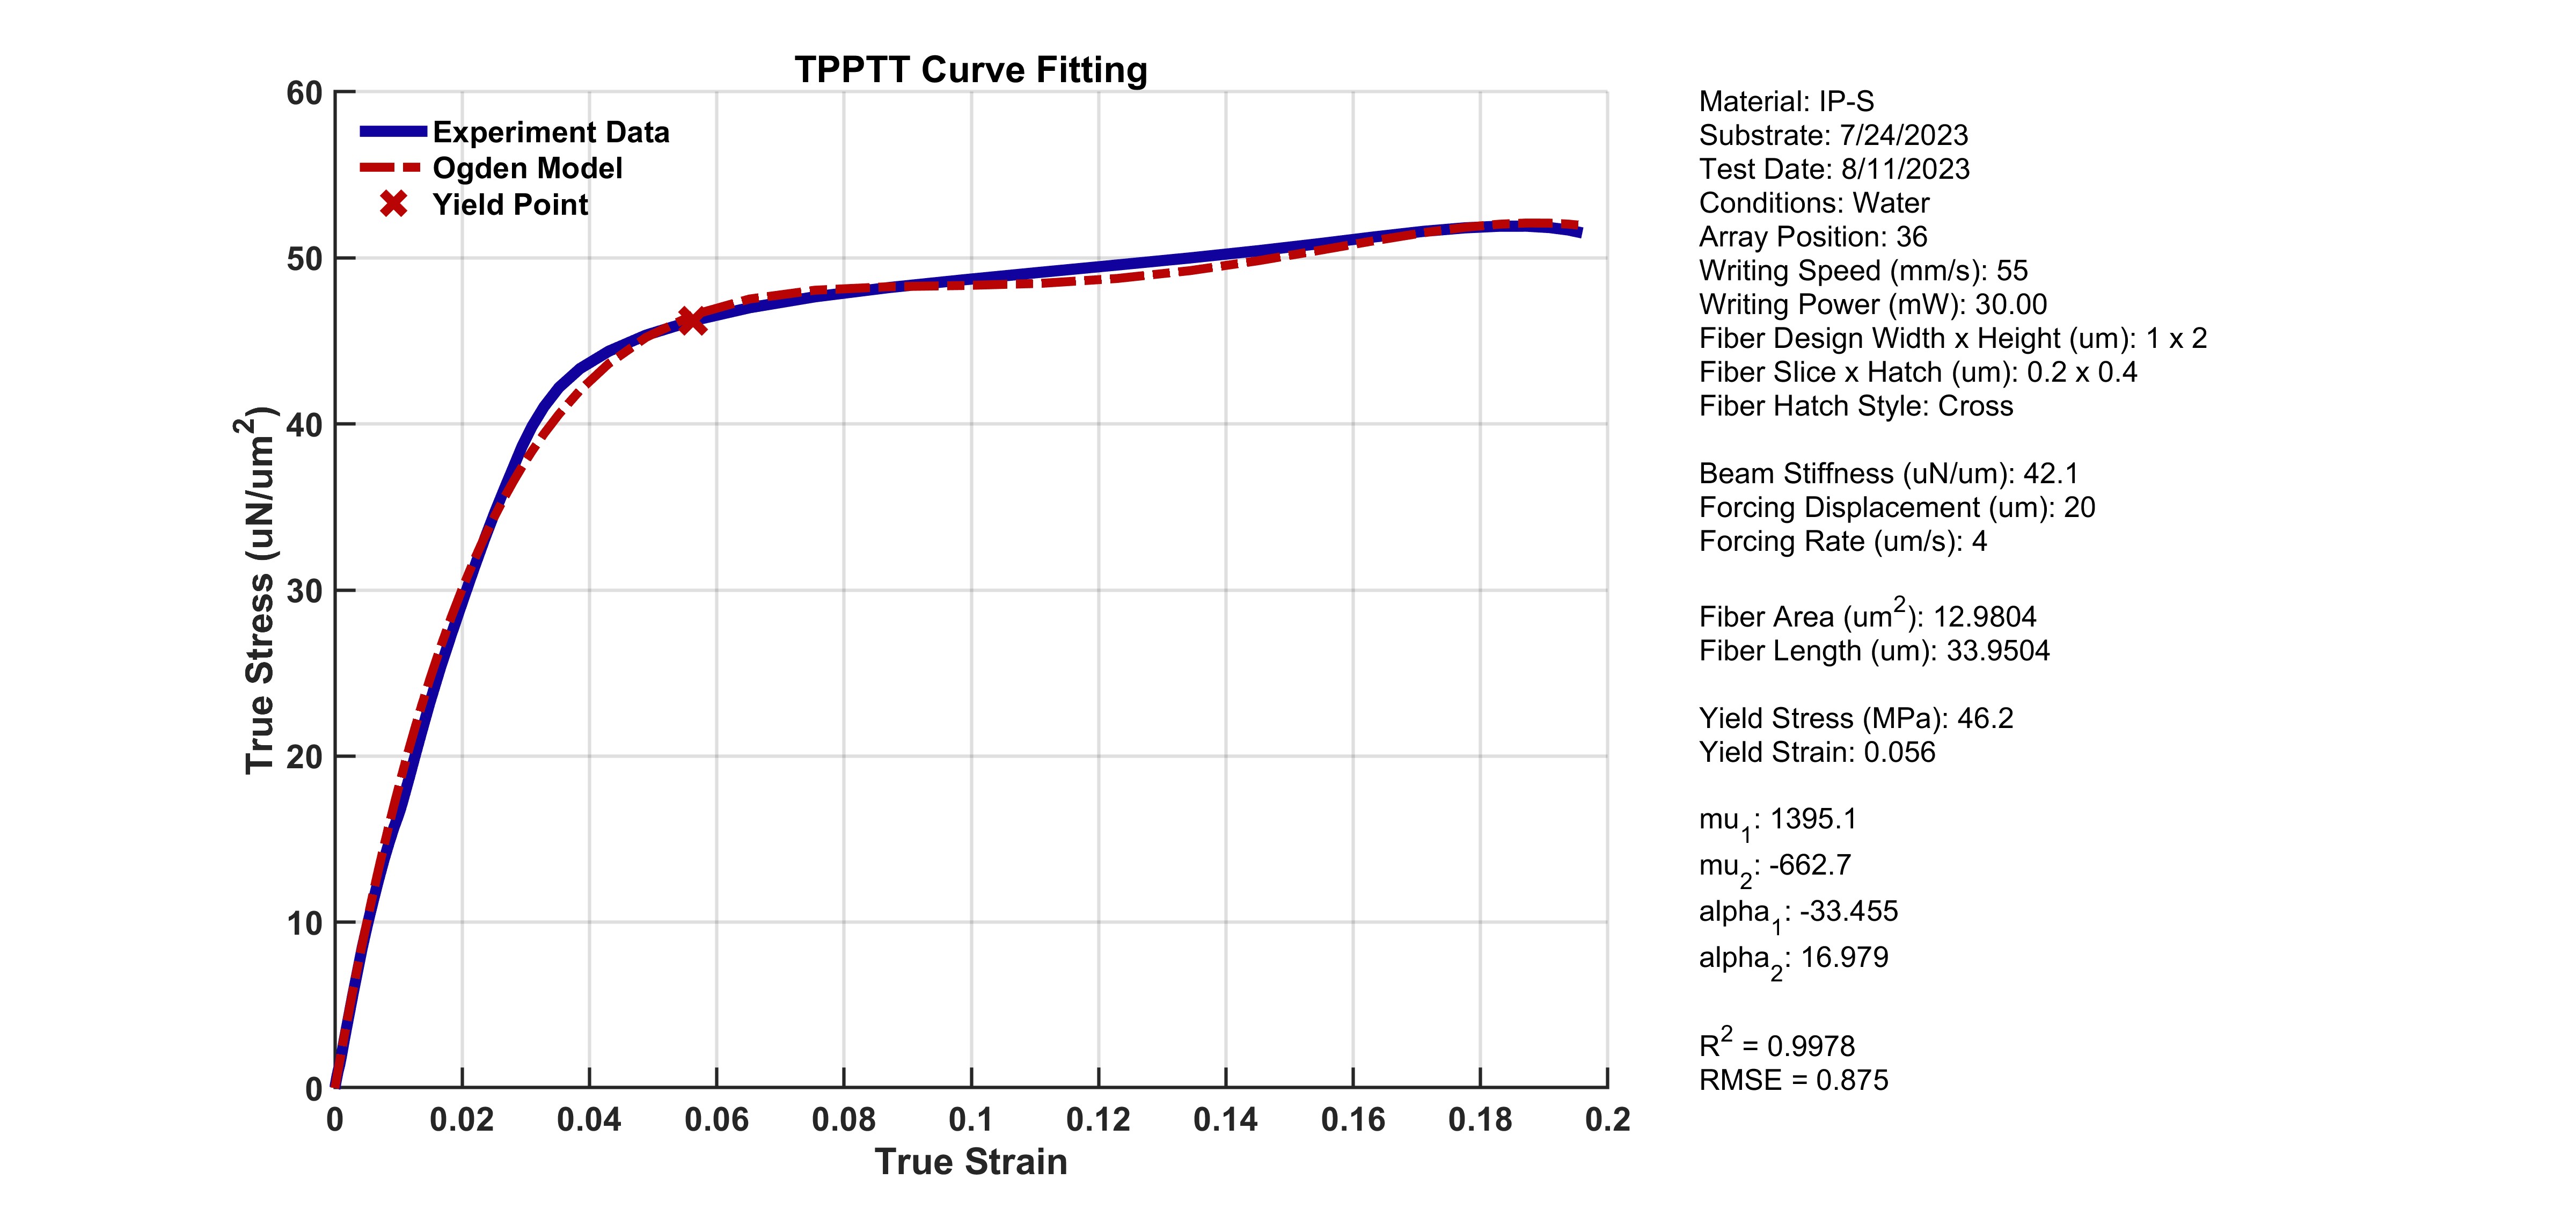 TPPTT Curve Fitting
60
50
40
30
20
10
0
True Stress (uN/um²)
Experiment Data
Ogden Model
Yield Point
0 0.02 0.04 0.06 0.08 0.1 0.12 0.14 0.16 0.18 0.2
True Strain
Material: IP-S
Substrate: 7/24/2023
Test Date: 8/11/2023
Conditions: Water
Array Position: 36
Writing Speed (mm/s): 55
Writing Power (mW): 30.00
Fiber Design Width x Height (um): 1 x 2
Fiber Slice x Hatch (um): 0.2 x 0.4
Fiber Hatch Style: Cross
Beam Stiffness (uN/um): 42.1
Forcing Displacement (um): 20
Forcing Rate (um/s): 4
Fiber Area (um²): 12.9804
Fiber Length (um): 33.9504
Yield Stress (MPa): 46.2
Yield Strain: 0.056
mu₁: 1395.1
mu₂: -662.7
alpha₁: -33.455
alpha₂: 16.979
R² = 0.9978
RMSE = 0.875